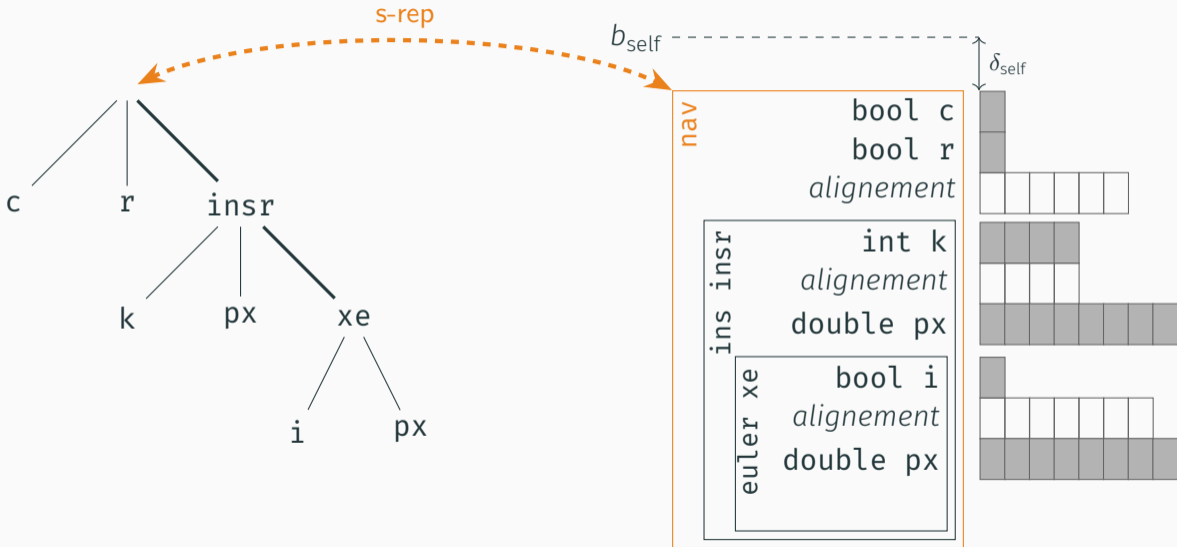 s-rep
b_self
δ_self
nav
bool c
bool r
alignement
c
r
insr
ins insr
int k
alignement
double px
k
px
xe
euler xe
bool i
alignement
double px
i
px